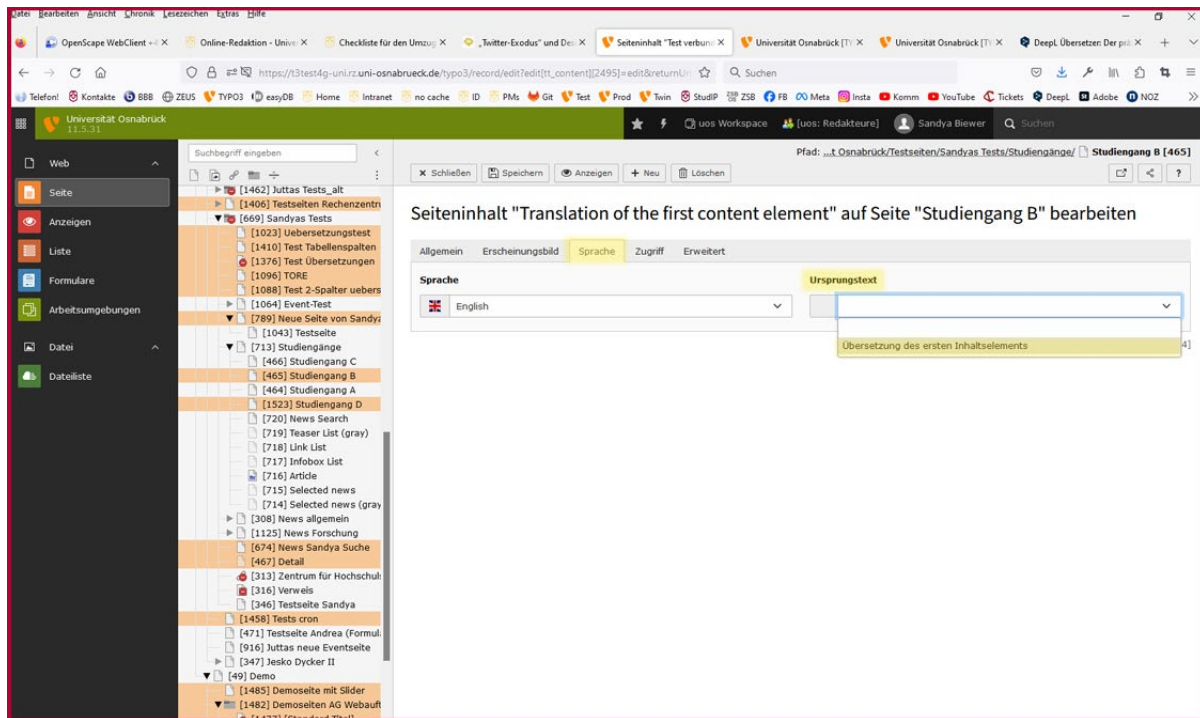 Datei Bearbeiten Ansicht Chronik Lesezeichen Extras Hilfe
OpenScape WebClient
Online-Redaktion - Unive
Checkliste für den Umzug
„Twitter-Exodus“ und De
Seiteninhalt "Test verbund
Universität Osnabrück [TY
Universität Osnabrück [TY
DeepL Übersetzer: Der prä
https://t3test4g-uni.rz.uni-osnabrueck.de/typo3/record/edit?edit[tt_content][2495]=edit&returnUr
Suchen
Telefon! Kontakte BBB ZEUS TYPO3 easyDB Home Intranet no cache ID PMs Git Test Prod Twin StudIP ZSB FB Meta Insta Komm YouTube Tickets DeepL Adobe NOZ
Universität Osnabrück
11.5.31
uos Workspace
[uos: Redakteure]
Sandya Biewer
Suchen
Web
Seite
Anzeigen
Liste
Formulare
Arbeitsumgebungen
Datei
Dateiliste
Suchbegriff eingeben
[1462] Juttas Tests_alt
[1406] Testseiten Rechenzentr
[669] Sandyas Tests
[1023] Uebersetzungstest
[1410] Test Tabellenspalten
[1376] Test Übersetzungen
[1096] TORE
[1088] Test 2-Spalter uebers
[1064] Event-Test
[789] Neue Seite von Sandya
[1043] Testseite
[713] Studiengänge
[466] Studiengang C
[465] Studiengang B
[464] Studiengang A
[1523] Studiengang D
[720] News Search
[719] Teaser List (gray)
[718] Link List
[717] Infobox List
[716] Article
[715] Selected news
[714] Selected news (gray
[308] News allgemein
[1125] News Forschung
[674] News Sandya Suche
[467] Detail
[313] Zentrum für Hochschul
[316] Verweis
[346] Testseite Sandya
[1458] Tests cron
[471] Testseite Andrea (Formul
[916] Juttas neue Eventseite
[347] Jesko Dycker II
[49] Demo
[1485] Demoseite mit Slider
[1482] Demoseiten AG Webauft
Pfad: ...t Osnabrück/Testseiten/Sandyas Tests/Studiengänge/ Studiengang B [465]
Schließen Speichern Anzeigen Neu Löschen
Seiteninhalt "Translation of the first content element" auf Seite "Studiengang B" bearbeiten
Allgemein Erscheinungsbild Sprache Zugriff Erweitert
Sprache
English
Ursprungstext
Übersetzung des ersten Inhaltselements
4]